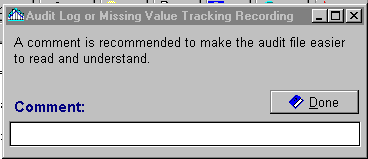 Audit Log or Missing Value Tracking Recording
A comment is recommended to make the audit file easier
to read and understand.
Done
Comment: